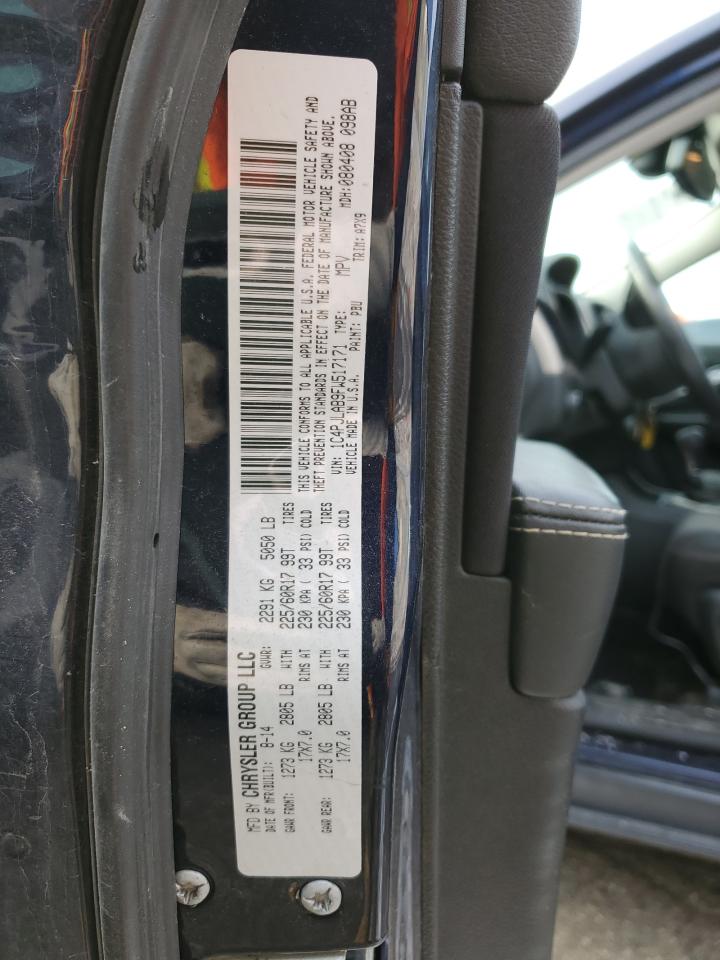 MFD BY CHRYSLER GROUP LLC
DATE OF MFR(BUILT): 8-14 GVWR: 2291 KG 5050 LB
GAWR FRONT: 1273 KG 2805 LB WITH 225/60R17 99T TIRES
17X7.0 RIMS AT 230 KPA ( 33 PSI) COLD
GAWR REAR: 1273 KG 2805 LB WITH 225/60R17 99T TIRES
17X7.0 RIMS AT 230 KPA ( 33 PSI) COLD
THIS VEHICLE CONFORMS TO ALL APPLICABLE U.S.A. FEDERAL MOTOR VEHICLE SAFETY AND
THEFT PREVENTION STANDARDS IN EFFECT ON THE DATE OF MANUFACTURE SHOWN ABOVE.
VIN: 1C4PJLAB9FW517171 TYPE: MPV MDH:080408 098AB
VEHICLE MADE IN U.S.A. PAINT: PBU TRIM: A7X9